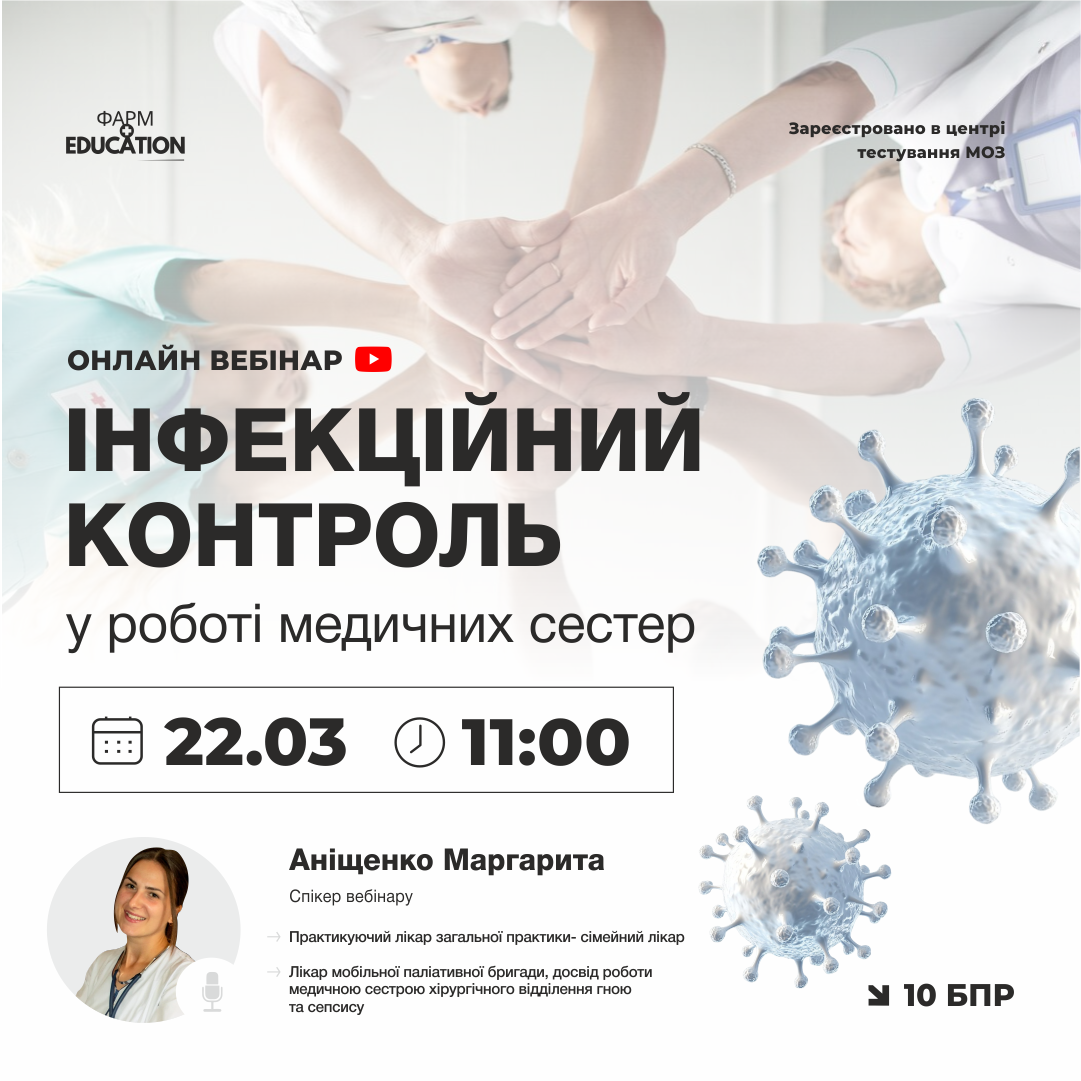 ФАРМ
EDUCATION
Зареєстровано в центрі
тестування МОЗ
ОНЛАЙН ВЕБІНАР
ІНФЕКЦІЙНИЙ
КОНТРОЛЬ
у роботі медичних сестер
22.03 11:00
Аніщенко Маргарита
Спікер вебінару
Практикуючий лікар загальної практики- сімейний лікар
Лікар мобільної паліативної бригади, досвід роботи
медичною сестрою хірургічного відділення гною
та сепсису
10 БПР